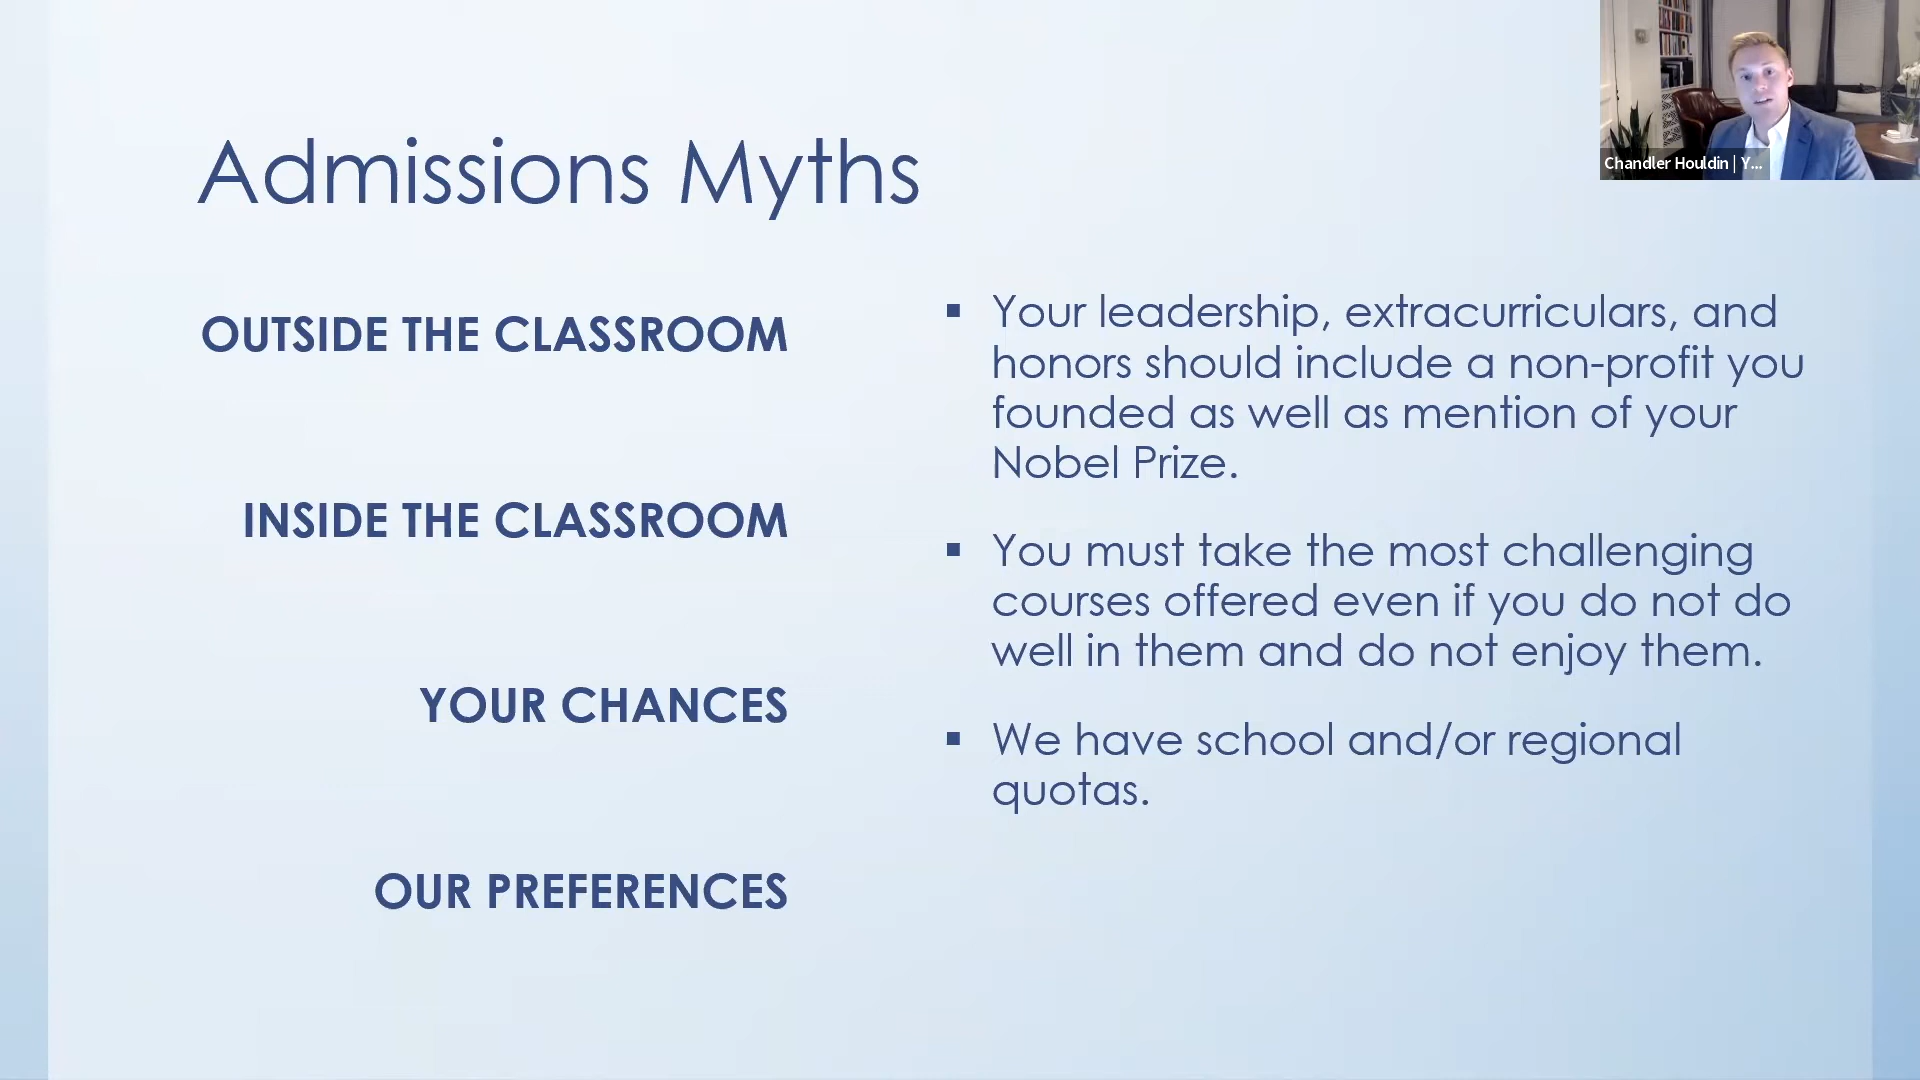 Admissions Myths
Chandler Houldin | Y...
OUTSIDE THE CLASSROOM
INSIDE THE CLASSROOM
YOUR CHANCES
OUR PREFERENCES
▪ Your leadership, extracurriculars, and
honors should include a non-profit you
founded as well as mention of your
Nobel Prize.
▪ You must take the most challenging
courses offered even if you do not do
well in them and do not enjoy them.
▪ We have school and/or regional
quotas.